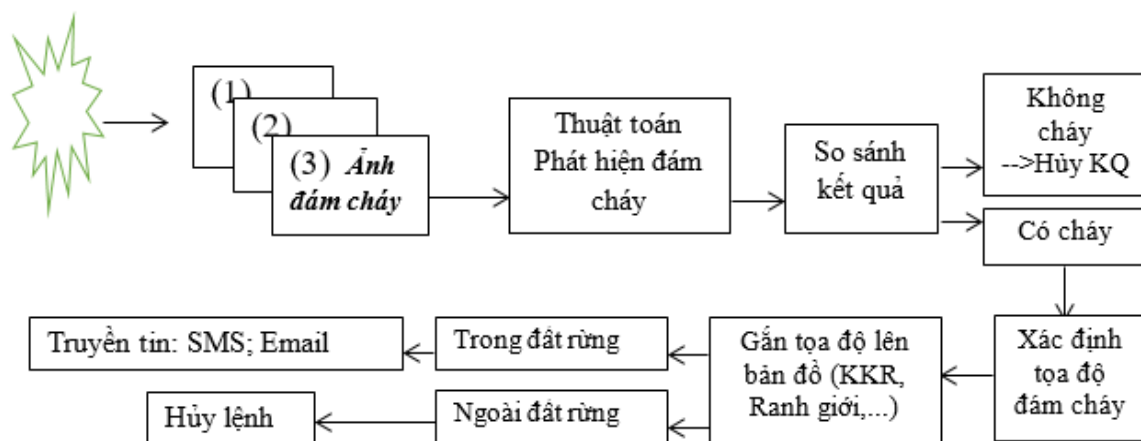 (1)
(2)
(3) Ảnh
đám cháy
Thuật toán
Phát hiện đám
cháy
So sánh
kết quả
Không
cháy
-->Hủy KQ
Có cháy
Xác định
tọa độ
đám cháy
Gắn tọa độ lên
bản đồ (KKR,
Ranh giới,...)
Trong đất rừng
Truyền tin: SMS; Email
Ngoài đất rừng
Hủy lệnh